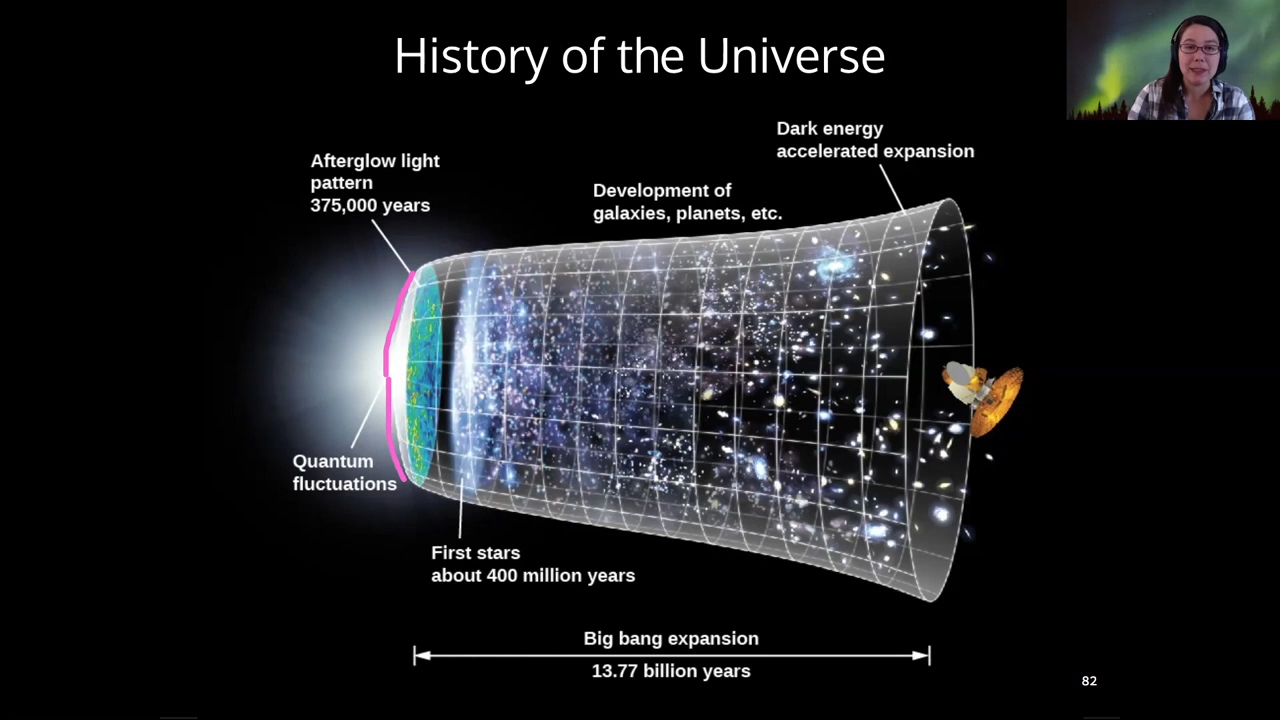 History of the Universe
Dark energy
accelerated expansion
Afterglow light
pattern
375,000 years
Development of
galaxies, planets, etc.
Quantum
fluctuations
First stars
about 400 million years
Big bang expansion
13.77 billion years
82